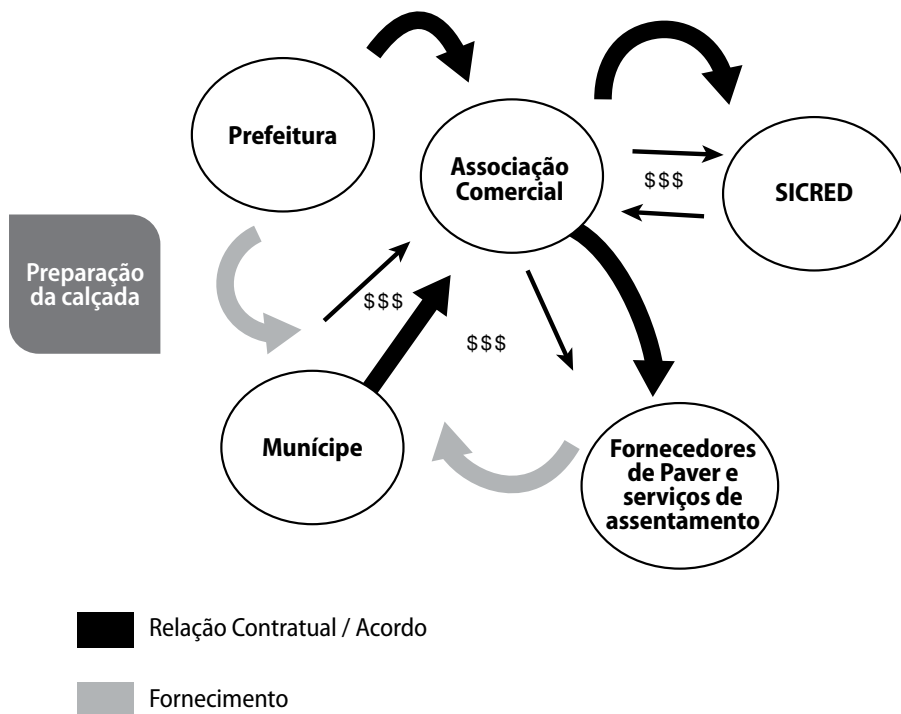 Prefeitura
Associação
Comercial
$$$
SICRED
Preparação
da calçada
$$$
$$$
Munícipe
Fornecedores
de Paver e
serviços de
assentamento
Relação Contratual / Acordo
Fornecimento